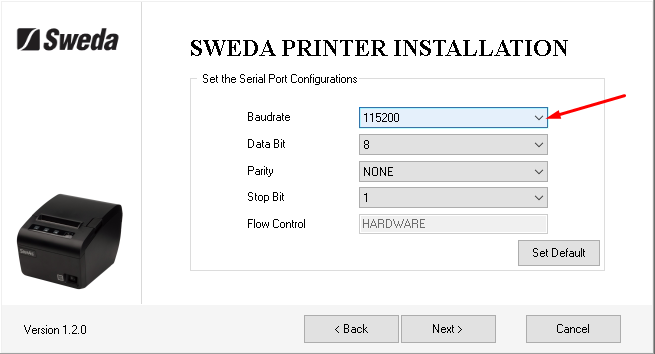 Sweda
SWEDA PRINTER INSTALLATION
Set the Serial Port Configurations
Baudrate 115200
Data Bit 8
Parity NONE
Stop Bit 1
Flow Control HARDWARE
Set Default
Sweda
Version 1.2.0 < Back Next > Cancel